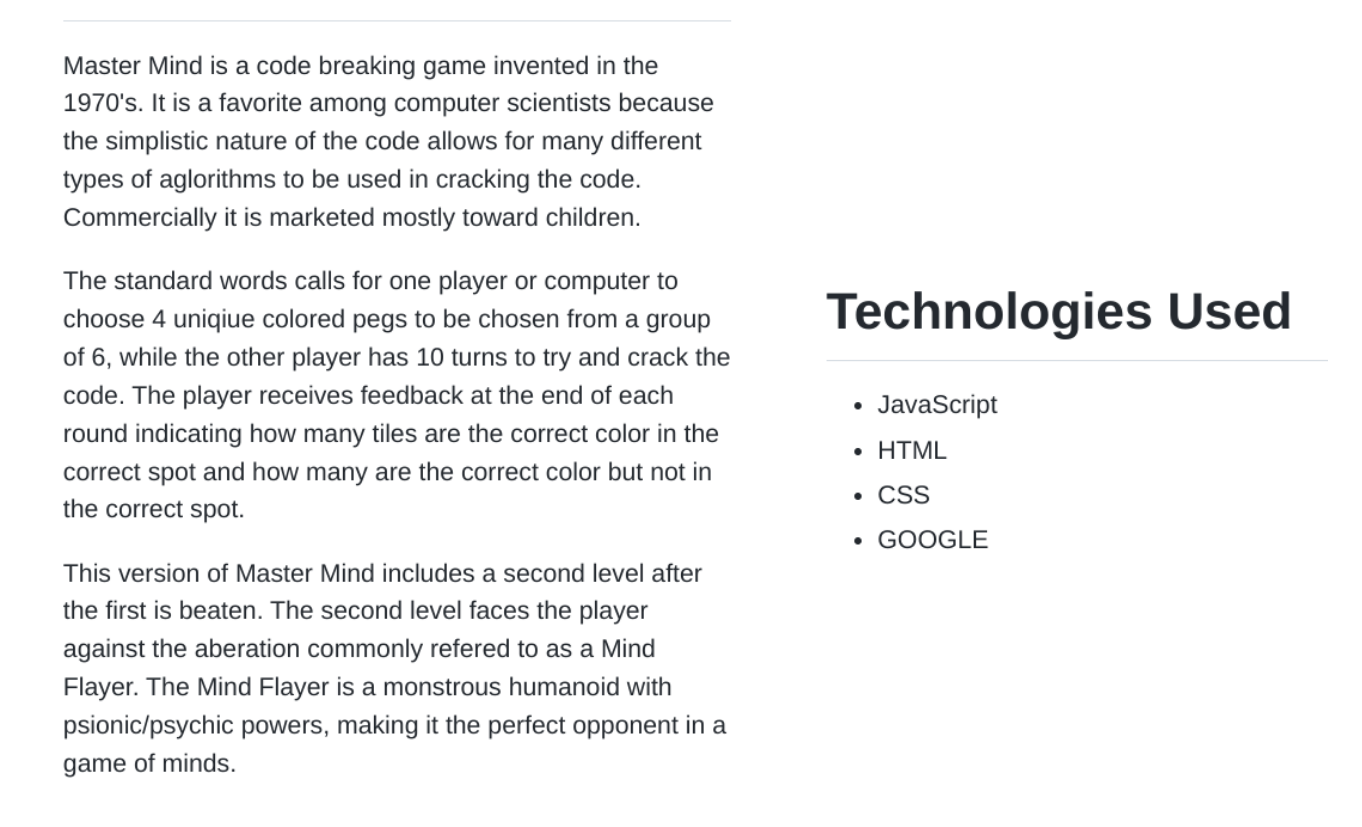 Master Mind is a code breaking game invented in the
1970's. It is a favorite among computer scientists because
the simplistic nature of the code allows for many different
types of aglorithms to be used in cracking the code.
Commercially it is marketed mostly toward children.
The standard words calls for one player or computer to
choose 4 uniqiue colored pegs to be chosen from a group
of 6, while the other player has 10 turns to try and crack the
code. The player receives feedback at the end of each
round indicating how many tiles are the correct color in the
correct spot and how many are the correct color but not in
the correct spot.
This version of Master Mind includes a second level after
the first is beaten. The second level faces the player
against the aberation commonly refered to as a Mind
Flayer. The Mind Flayer is a monstrous humanoid with
psionic/psychic powers, making it the perfect opponent in a
game of minds.
Technologies Used
• JavaScript
• HTML
• CSS
• GOOGLE